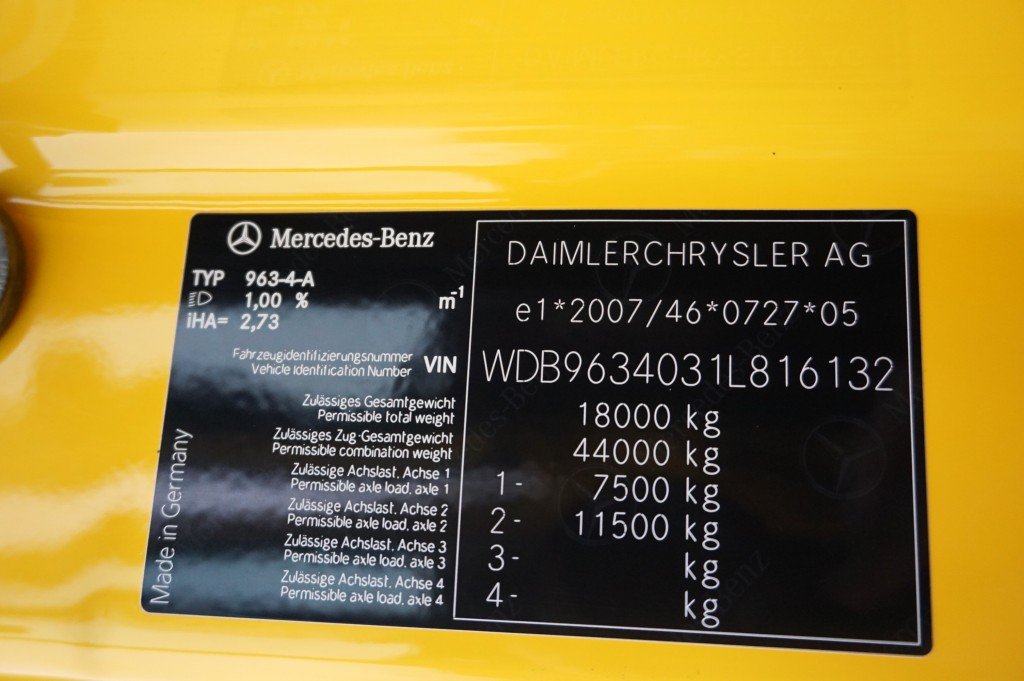 Mercedes-Benz
TYP 963-4-A
1,00 % m-1
iHA= 2,73
Fahrzeugidentifizierungsnummer
Vehicle Identification Number VIN
Zulässiges Gesamtgewicht
Permissible total weight
Zulässiges Zug-Gesamtgewicht
Permissible combination weight
Zulässige Achslast, Achse 1
Permissible axle load, axle 1
Zulässige Achslast, Achse 2
Permissible axle load, axle 2
Zulässige Achslast, Achse 3
Permissible axle load, axle 3
Zulässige Achslast, Achse 4
Permissible axle load, axle 4
Made in Germany
DAIMLERCHRYSLER AG
e1*2007/46*0727*05
WDB9634031L816132
18000 kg
44000 kg
1- 7500 kg
2- 11500 kg
3- kg
4- kg